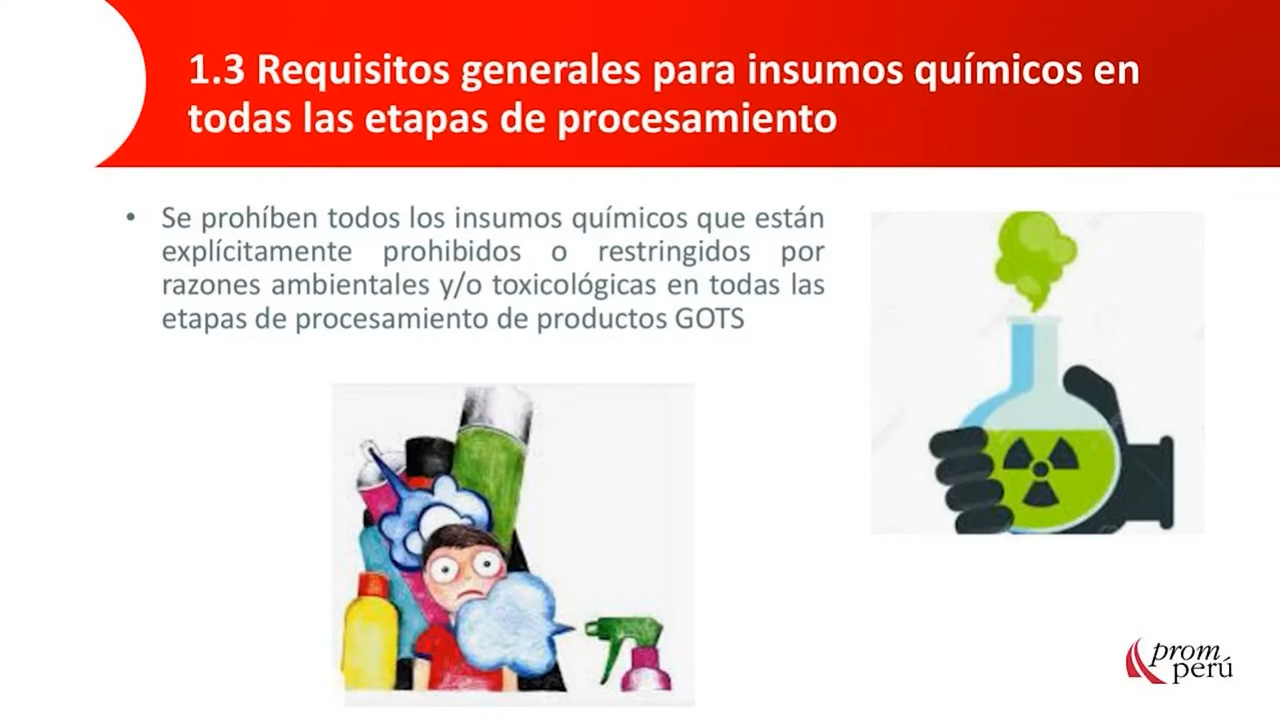 1.3 Requisitos generales para insumos químicos en
todas las etapas de procesamiento
• Se prohíben todos los insumos químicos que están
explícitamente prohibidos o restringidos por
razones ambientales y/o toxicológicas en todas las
etapas de procesamiento de productos GOTS
prom
perú